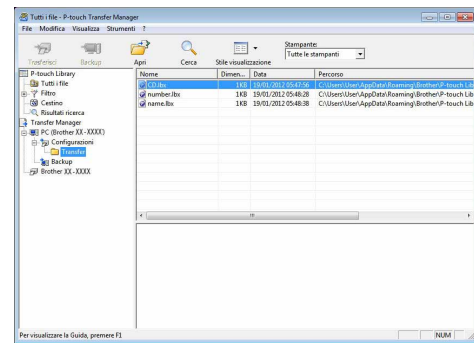 Tutti i file - P-touch Transfer Manager
File Modifica Visualizza Strumenti ?
Trasferisci Backup Apri Cerca Stile visualizzazione
Stampante:
Tutte le stampanti
P-touch Library
Tutti i file
Filtro
Cestino
Risultati ricerca
Transfer Manager
PC (Brother XX-XXXX)
Configurazioni
Transfer
Backup
Brother XX-XXXX
Nome Dimen... Data Percorso
CD.lbx 1KB 19/01/2012 05:47:56 C:\Users\User\AppData\Roaming\Brother\P-touch Lib
number.lbx 1KB 19/01/2012 05:48:28 C:\Users\User\AppData\Roaming\Brother\P-touch Lib
name.lbx 1KB 19/01/2012 05:48:38 C:\Users\User\AppData\Roaming\Brother\P-touch Lib
Per visualizzare la Guida, premere F1
NUM